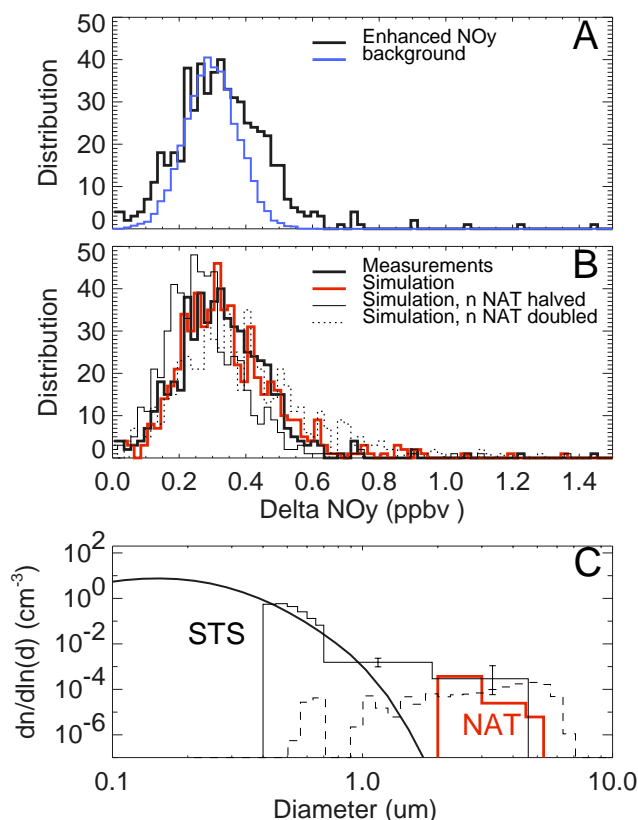 A
Enhanced NOy
background
50
40
30
20
10
0
Distribution
B
Measurements
Simulation
Simulation, n NAT halved
Simulation, n NAT doubled
50
40
30
20
10
0
Distribution
0.0 0.2 0.4 0.6 0.8 1.0 1.2 1.4
Delta NOy (ppbv )
C
10^2
10^0
10^-2
10^-4
10^-6
dn/dln(d) (cm^-3)
STS
NAT
0.1 1.0 10.0
Diameter (um)